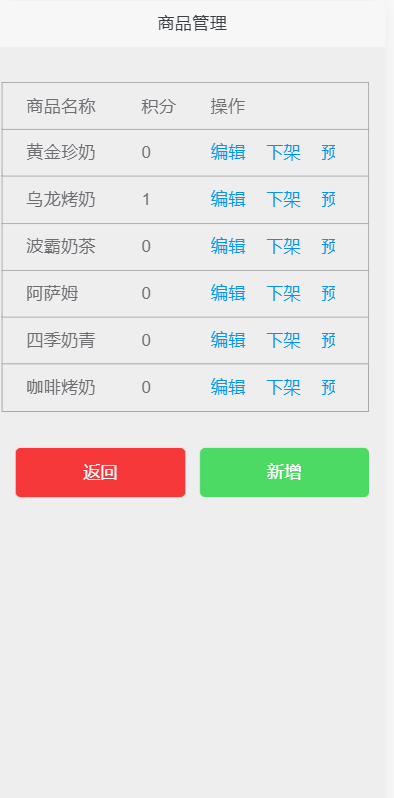 商品管理
商品名称 积分 操作
黄金珍奶 0 编辑 下架 预
乌龙烤奶 1 编辑 下架 预
波霸奶茶 0 编辑 下架 预
阿萨姆 0 编辑 下架 预
四季奶青 0 编辑 下架 预
咖啡烤奶 0 编辑 下架 预
返回 新增